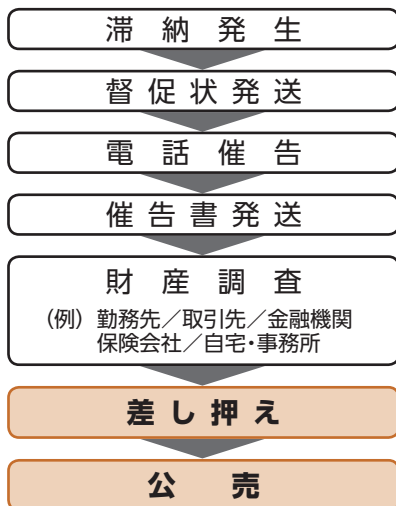 滞納発生
督促状発送
電話催告
催告書発送
財産調査
(例) 勤務先／取引先／金融機関
保険会社／自宅・事務所
差し押え
公売